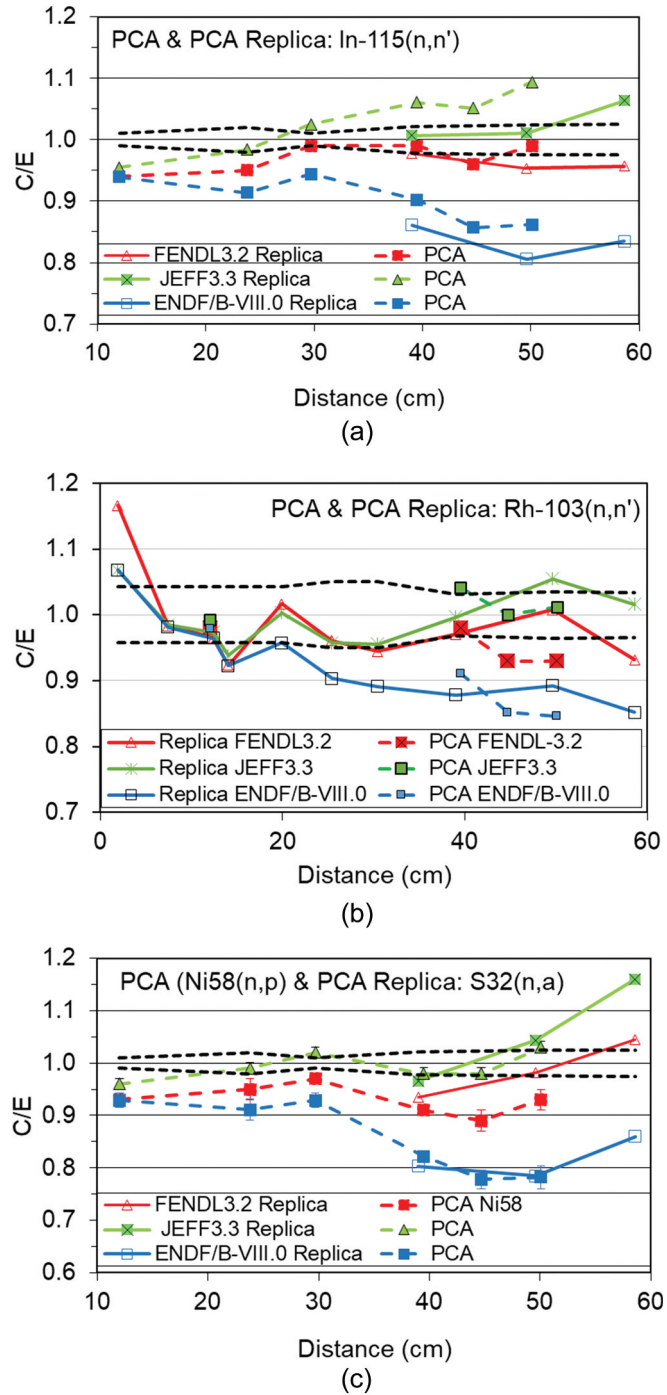 PCA & PCA Replica: In-115(n,n')
1.2
1.1
1.0
0.9
0.8
0.7
C/E
FENDL3.2 Replica PCA
JEFF3.3 Replica PCA
ENDF/B-VIII.0 Replica PCA
10 20 30 40 50 60
Distance (cm)
(a)
PCA & PCA Replica: Rh-103(n,n')
1.2
1.1
1.0
0.9
0.8
0.7
C/E
Replica FENDL3.2 PCA FENDL-3.2
Replica JEFF3.3 PCA JEFF3.3
Replica ENDF/B-VIII.0 PCA ENDF/B-VIII.0
0 20 40 60
Distance (cm)
(b)
PCA (Ni58(n,p) & PCA Replica: S32(n,a)
1.2
1.1
1.0
0.9
0.8
0.7
0.6
C/E
FENDL3.2 Replica PCA Ni58
JEFF3.3 Replica PCA
ENDF/B-VIII.0 Replica PCA
10 20 30 40 50 60
Distance (cm)
(c)